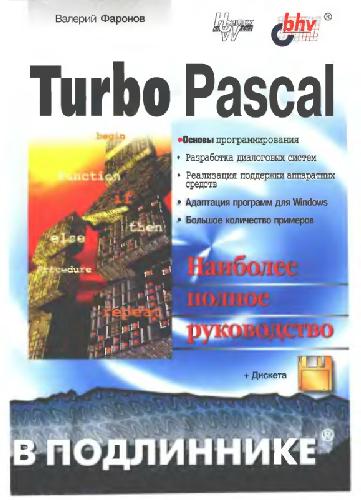 Валерий Фаронов
bhv®
Turbo Pascal
•Основы программирования
• Разработка диалоговых систем
• Реализация поддержки аппаратных
средств
• Адаптация программ для Windows
• Большое количество примеров
begin
function
if
then
else
Procedure
repeat
Наиболее
полное
руководство
+ Дискета
В ПОДЛИННИКЕ®